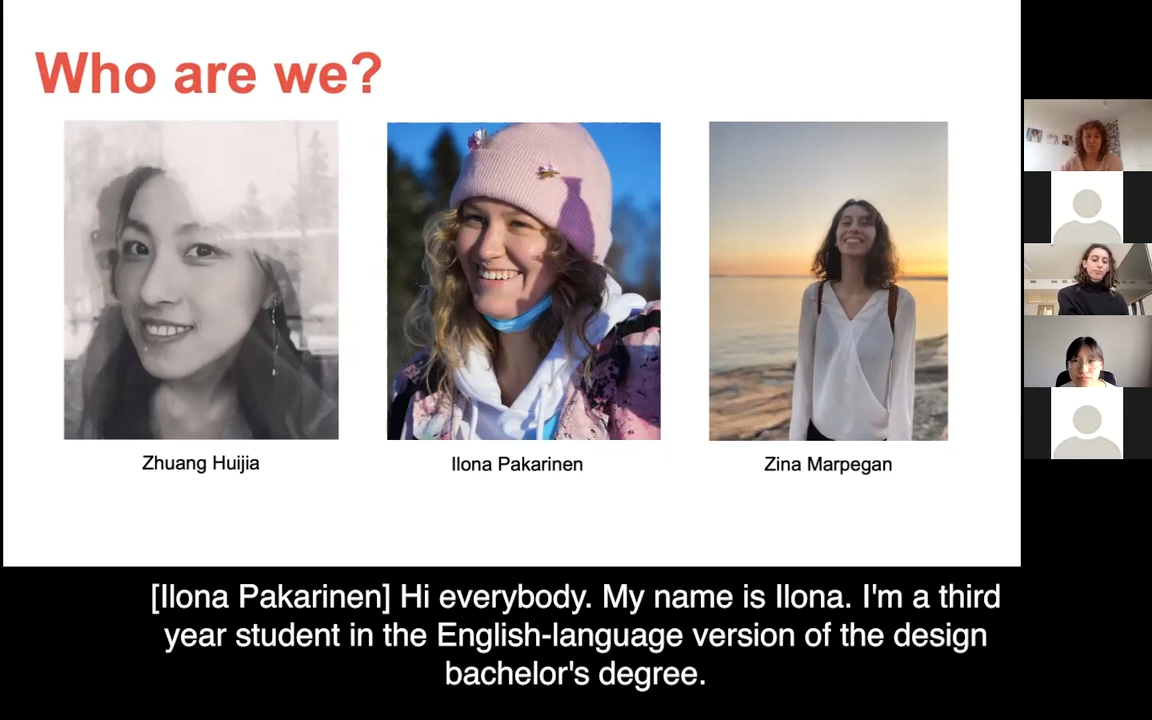 Who are we?
Zhuang Huijia
Ilona Pakarinen
Zina Marpegan
[Ilona Pakarinen] Hi everybody. My name is Ilona. I'm a third
year student in the English-language version of the design
bachelor's degree.